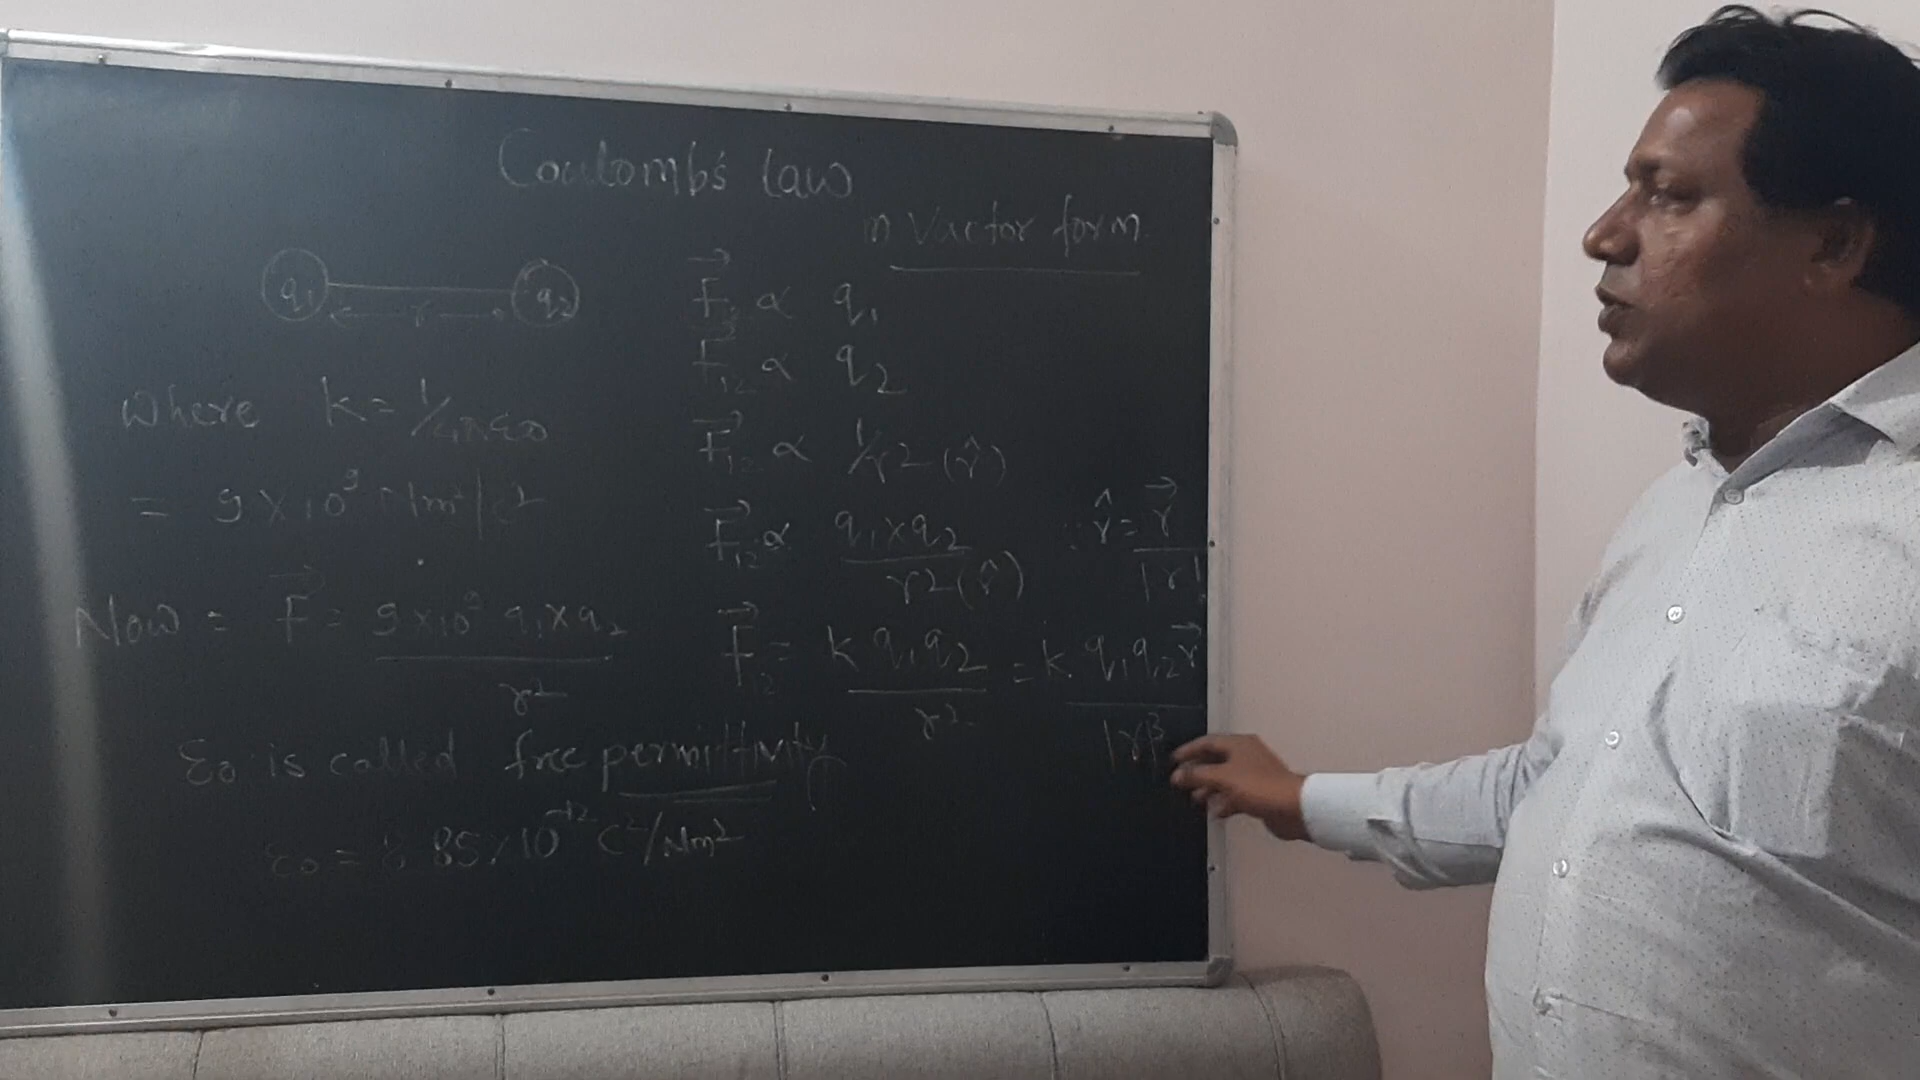 Coulomb's law
in Vector form
q1 r q2
F12 ∝ q1
F12 ∝ q2
where k = 1/4πε0
F12 ∝ 1/r2 (r̂)
= 9×10⁹ Nm²/c²
F12 ∝ q1×q2 / r2(r̂) ∵ r̂ = r⃗ / |r|
Now = F⃗ = 9×10⁹ q1×q2 / r²
F⃗12 = k q1q2 / r² = k q1q2 r⃗ / |r|³
ε0 is called free permittivity
ε0 = 8.85×10⁻¹² C²/Nm²